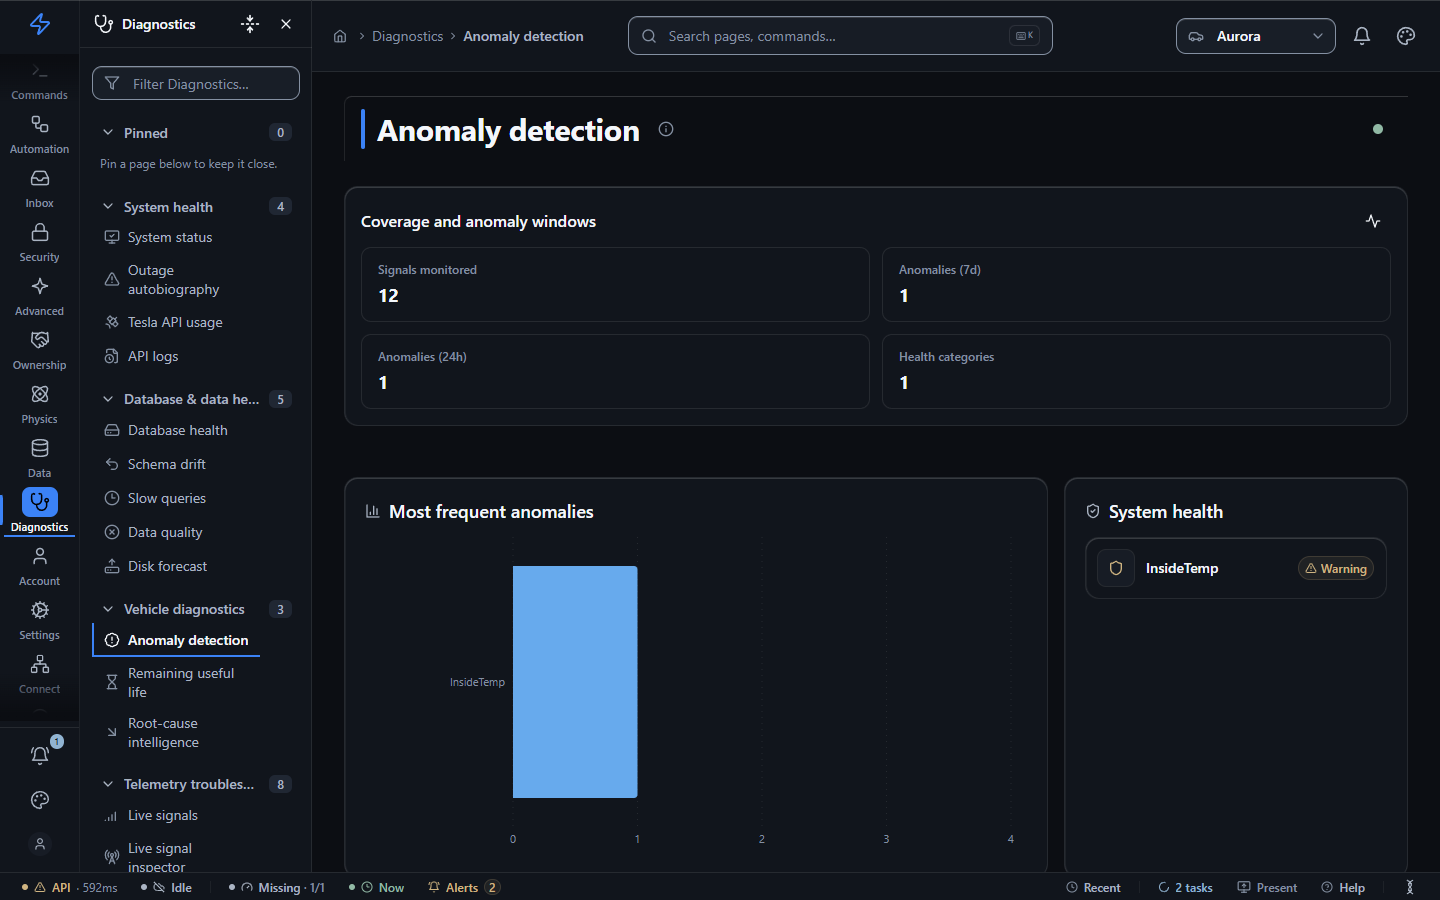 Commands
Automation
Inbox
Security
Advanced
Ownership
Physics
Data
Diagnostics
Account
Settings
Connect
1
Diagnostics
Filter Diagnostics...
Pinned 0
Pin a page below to keep it close.
System health 4
System status
Outage
autobiography
Tesla API usage
API logs
Database & data he... 5
Database health
Schema drift
Slow queries
Data quality
Disk forecast
Vehicle diagnostics 3
Anomaly detection
Remaining useful
life
Root-cause
intelligence
Telemetry troubles... 8
Live signals
Live signal
inspector
Diagnostics Anomaly detection
Search pages, commands... K
Aurora
Anomaly detection
Coverage and anomaly windows
Signals monitored
12
Anomalies (7d)
1
Anomalies (24h)
1
Health categories
1
Most frequent anomalies
InsideTemp
0 1 2 3 4
System health
InsideTemp Warning
API · 592ms Idle Missing · 1/1 Now Alerts 2 Recent 2 tasks Present Help